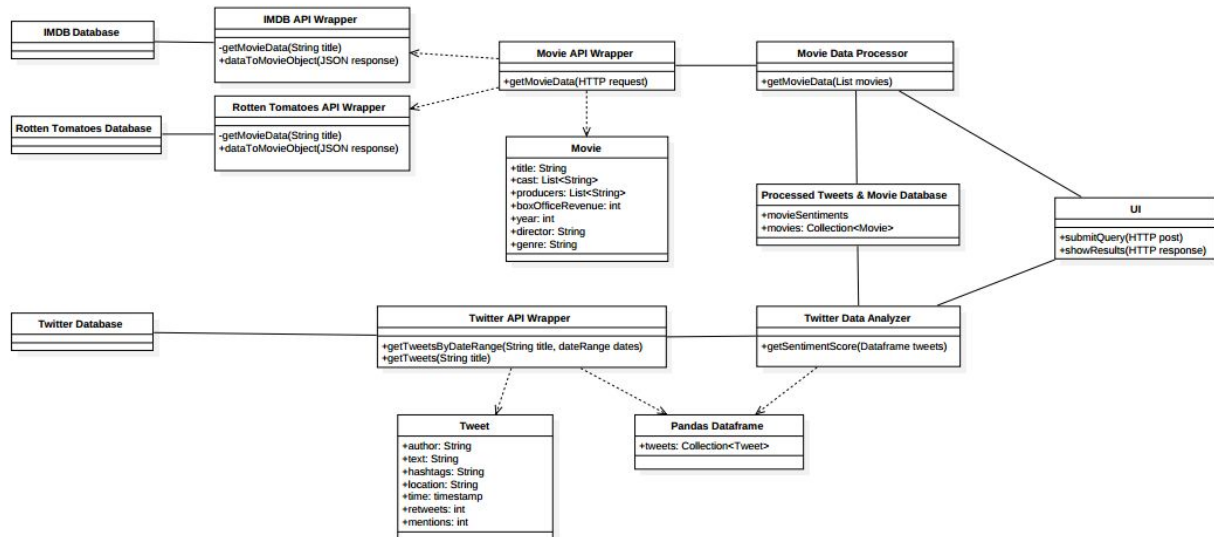 IMDB Database
IMDB API Wrapper
-getMovieData(String title)
+dataToMovieObject(JSON response)
Movie API Wrapper
+getMovieData(HTTP request)
Movie Data Processor
+getMovieData(List movies)
Rotten Tomatoes Database
Rotten Tomatoes API Wrapper
-getMovieData(String title)
+dataToMovieObject(JSON response)
Movie
+title: String
+cast: List<String>
+producers: List<String>
+boxOfficeRevenue: int
+year: int
+director: String
+genre: String
Processed Tweets & Movie Database
+movieSentiments
+movies: Collection<Movie>
UI
+submitQuery(HTTP post)
+showResults(HTTP response)
Twitter Database
Twitter API Wrapper
+getTweetsByDateRange(String title, dateRange dates)
+getTweets(String title)
Twitter Data Analyzer
+getSentimentScore(Dataframe tweets)
Tweet
+author: String
+text: String
+hashtags: String
+location: String
+time: timestamp
+retweets: int
+mentions: int
Pandas Dataframe
+tweets: Collection<Tweet>